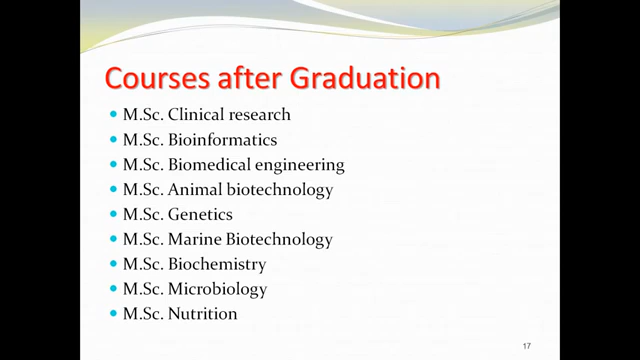 Courses after Graduation
• M.Sc. Clinical research
• M.Sc. Bioinformatics
• M.Sc. Biomedical engineering
• M.Sc. Animal biotechnology
• M.Sc. Genetics
• M.Sc. Marine Biotechnology
• M.Sc. Biochemistry
• M.Sc. Microbiology
• M.Sc. Nutrition
17